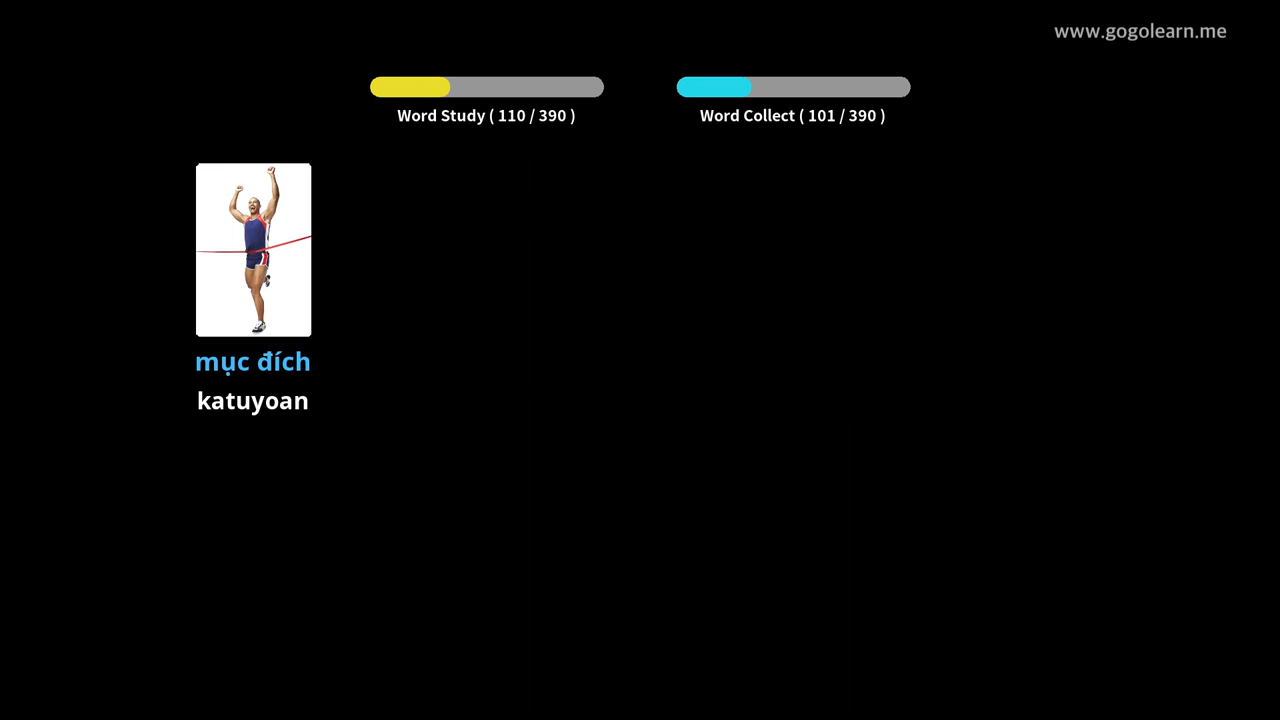 www.gogolearn.me
Word Study ( 110 / 390 )
Word Collect ( 101 / 390 )
mục đích
katuyoan